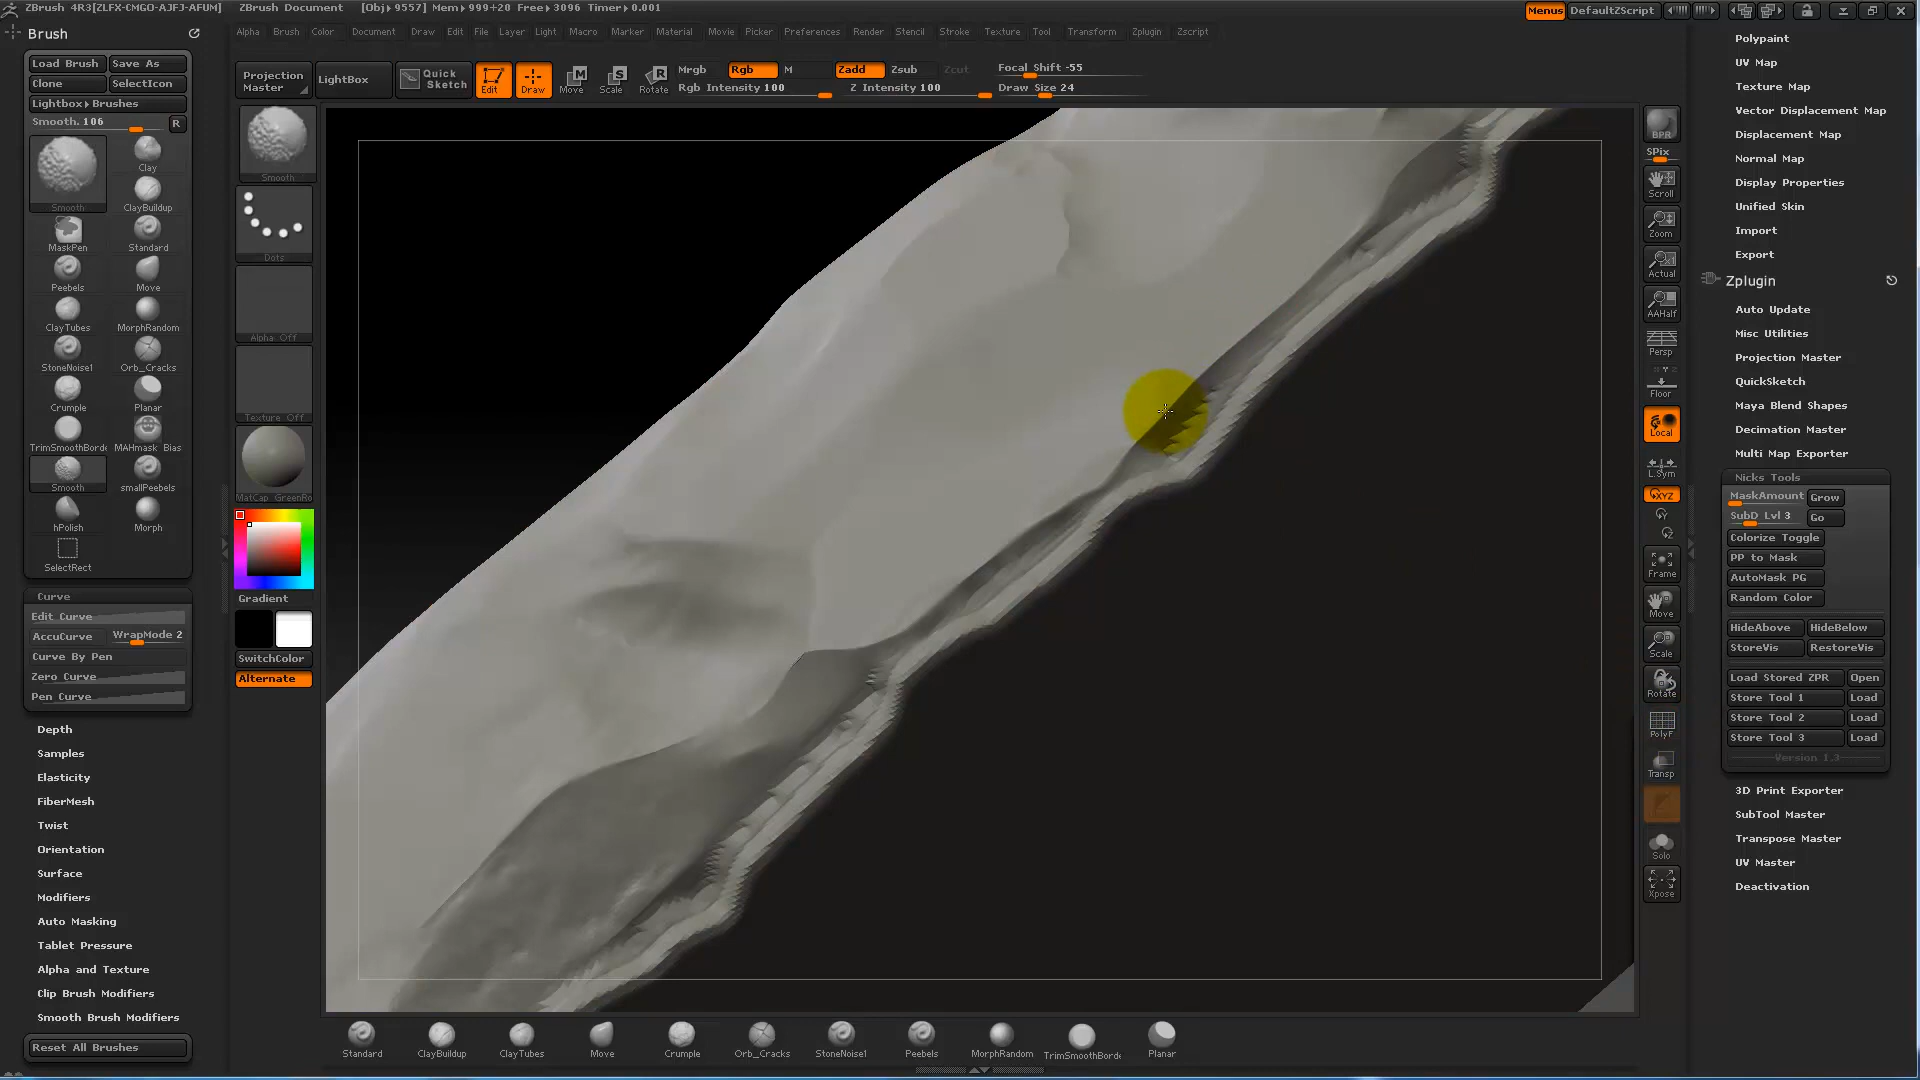 ZBrush 4R3[ZLFX-CMGO-AJFJ-AFUM] ZBrush Document [Obj▸ 9557] Mem▸ 999+20 Free▸ 3096 Timer▸ 0.001 Menus DefaultZScript
Alpha Brush Color Document Draw Edit File Layer Light Macro Marker Material Movie Picker Preferences Render Stencil Stroke Texture Tool Transform Zplugin Zscript
Brush
Load Brush Save As
Clone SelectIcon
Lightbox▸Brushes
Smooth. 106 R
Smooth
Clay
ClayBuildup
MaskPen Standard
Peebels Move
ClayTubes MorphRandom
StoneNoise1 Orb_Cracks
Crumple Planar
TrimSmoothBorde MAHmask_Bias
Smooth smallPeebels
hPolish Morph
SelectRect
Curve
Edit Curve
AccuCurve WrapMode 2
Curve By Pen
Zero Curve
Pen Curve
Depth
Samples
Elasticity
FiberMesh
Twist
Orientation
Surface
Modifiers
Auto Masking
Tablet Pressure
Alpha and Texture
Clip Brush Modifiers
Smooth Brush Modifiers
Reset All Brushes
Projection Master
LightBox
Quick Sketch
Edit
Draw
Move
Scale
Rotate
Mrgb Rgb M
Rgb Intensity 100
Zadd Zsub Zcut
Z Intensity 100
Focal Shift -55
Draw Size 24
Smooth
Dots
Alpha Off
Texture Off
MatCap GreenRo
Gradient
SwitchColor
Alternate
BPR
SPix
Scroll
Zoom
Actual
AAHalf
Persp
Floor
Local
L.Sym
XYZ
Frame
Move
Scale
Rotate
PolyF
Transp
Solo
Xpose
Polypaint
UV Map
Texture Map
Vector Displacement Map
Displacement Map
Normal Map
Display Properties
Unified Skin
Import
Export
Zplugin
Auto Update
Misc Utilities
Projection Master
QuickSketch
Maya Blend Shapes
Decimation Master
Multi Map Exporter
Nicks Tools
MaskAmount Grow
SubD Lvl 3 Go
Colorize Toggle
PP to Mask
AutoMask PG
Random Color
HideAbove HideBelow
StoreVis RestoreVis
Load Stored ZPR Open
Store Tool 1 Load
Store Tool 2 Load
Store Tool 3 Load
Version 1.3
3D Print Exporter
SubTool Master
Transpose Master
UV Master
Deactivation
Standard ClayBuildup ClayTubes Move Crumple Orb_Cracks StoneNoise1 Peebels MorphRandom TrimSmoothBorde Planar